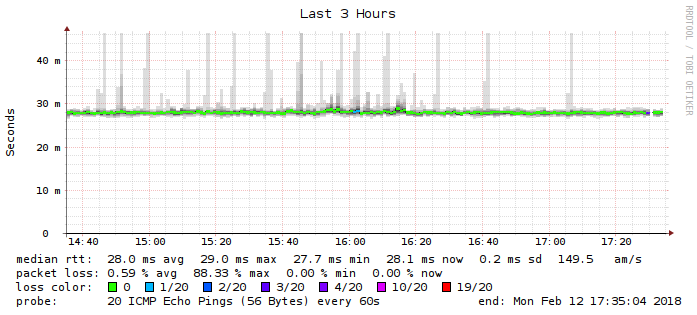 Last 3 Hours
RRDTOOL / TOBI OETIKER
Seconds
40 m
30 m
20 m
10 m
0
14:40 15:00 15:20 15:40 16:00 16:20 16:40 17:00 17:20
median rtt: 28.0 ms avg 29.0 ms max 27.7 ms min 28.1 ms now 0.2 ms sd 149.5 am/s
packet loss: 0.59 % avg 88.33 % max 0.00 % min 0.00 % now
loss color: 0 1/20 2/20 3/20 4/20 10/20 19/20
probe: 20 ICMP Echo Pings (56 Bytes) every 60s end: Mon Feb 12 17:35:04 2018